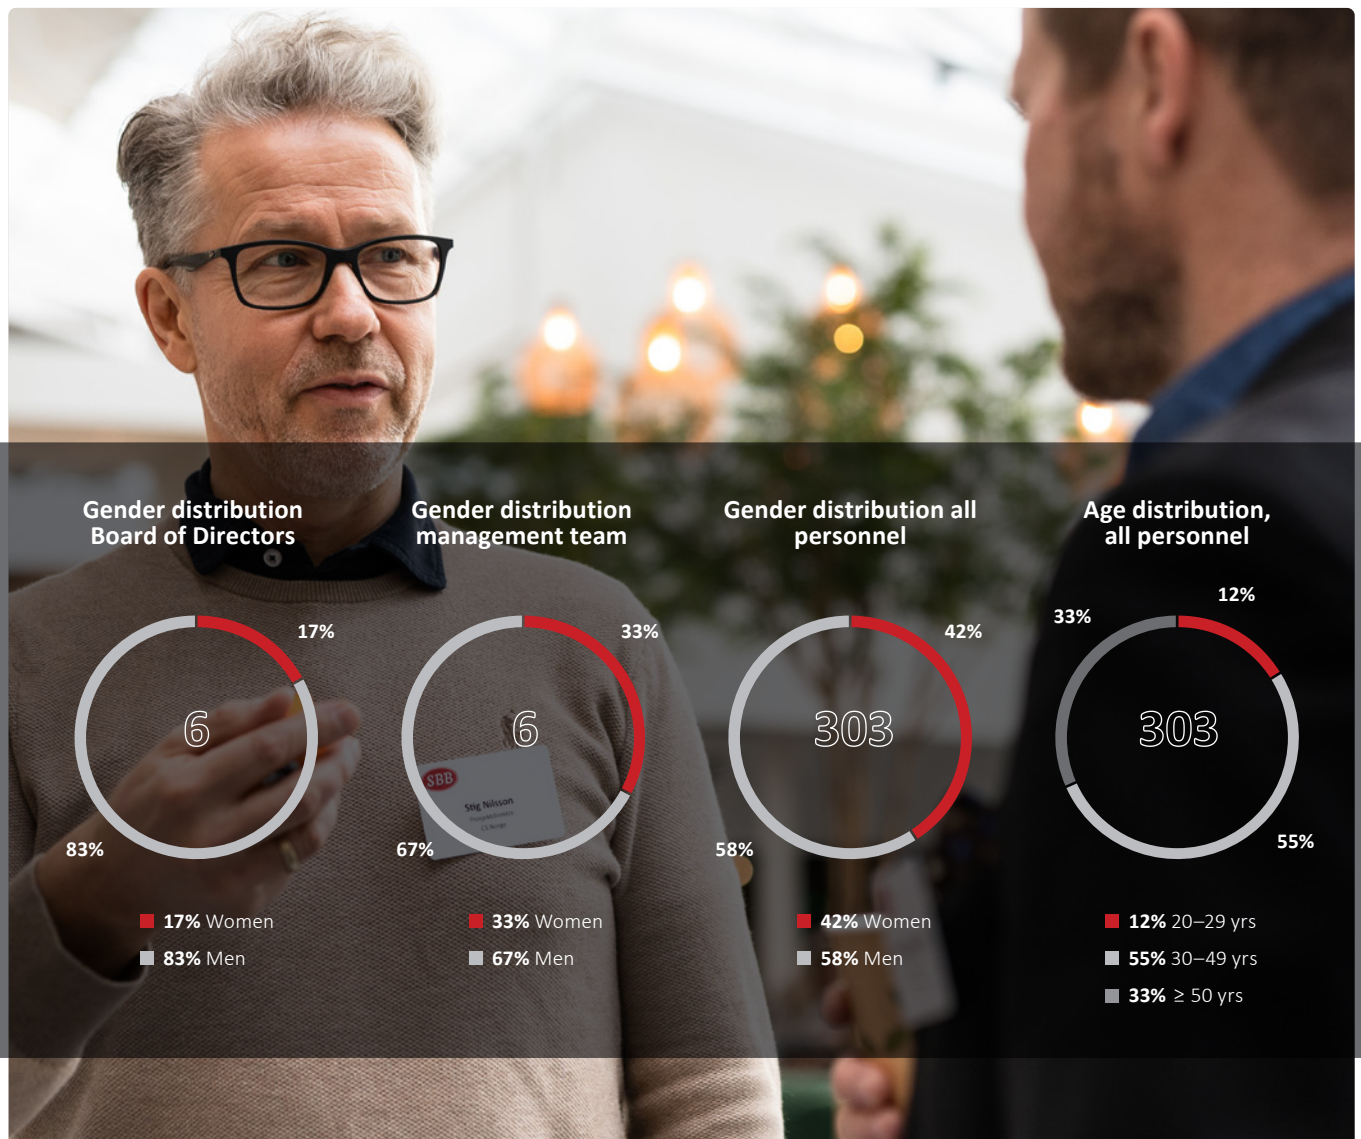 Gender distribution
Board of Directors
17%
6
83%
17% Women
83% Men
Gender distribution
management team
33%
6
67%
33% Women
67% Men
Gender distribution all
personnel
42%
303
58%
42% Women
58% Men
Age distribution,
all personnel
12%
33%
303
55%
12% 20–29 yrs
55% 30–49 yrs
33% ≥ 50 yrs
SBB
Stig Nilsson